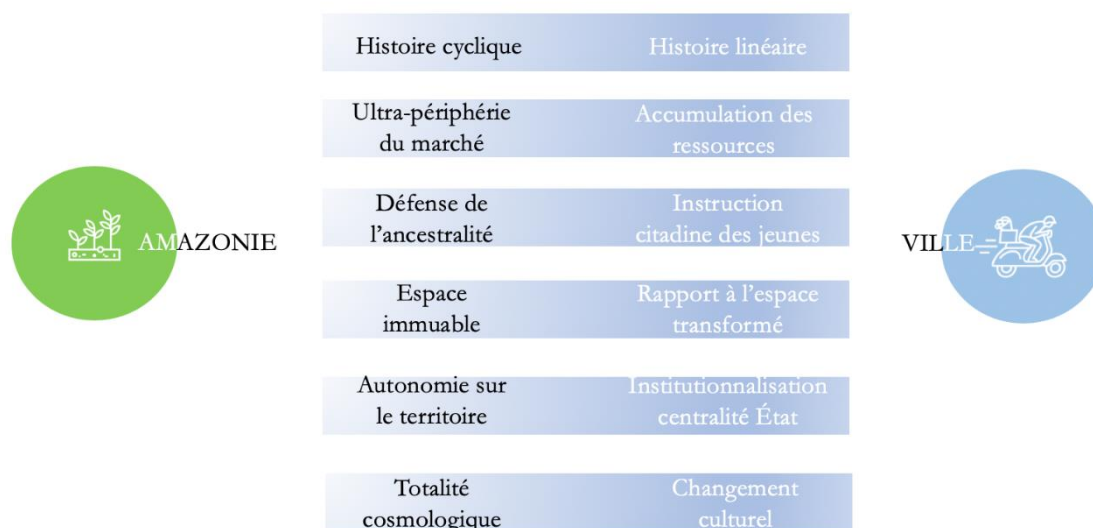 Histoire cyclique
Histoire linéaire
Ultra-périphérie
du marché
Accumulation des
ressources
Défense de
l'ancestralité
Instruction
citadine des jeunes
AMAZONIE
VILLE
Espace
immuable
Rapport à l'espace
transformé
Autonomie sur
le territoire
Institutionnalisation
centralité État
Totalité
cosmologique
Changement
culturel